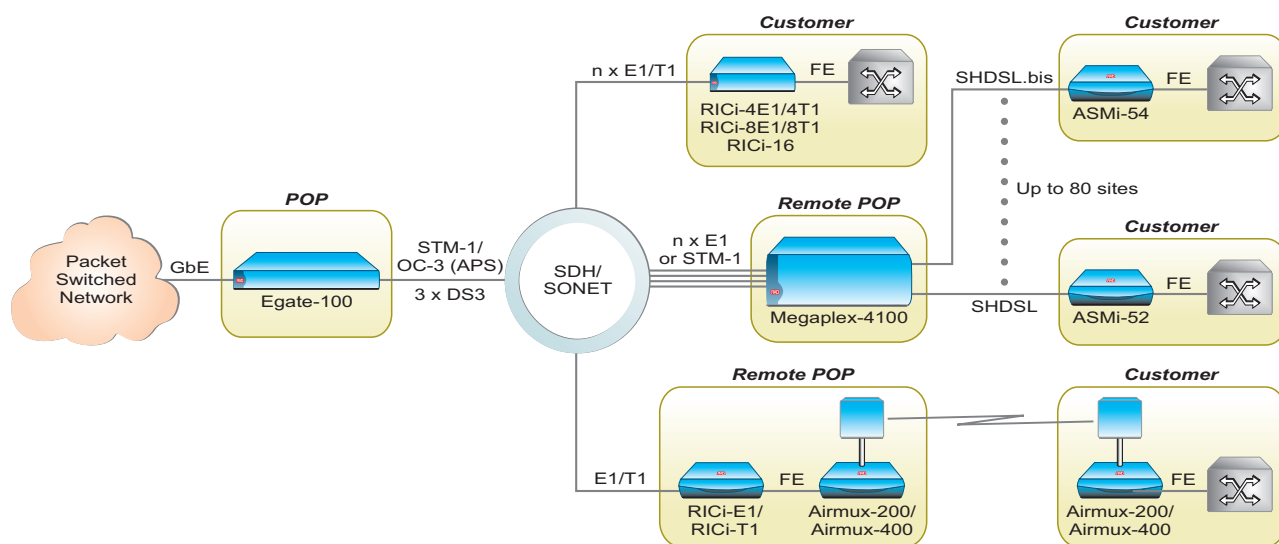 Customer
n x E1/T1
FE
RICi-4E1/4T1
RICi-8E1/8T1
RICi-16
Customer
SHDSL.bis
FE
ASMi-54
Up to 80 sites
POP
Packet
Switched
Network
GbE
Egate-100
STM-1/
OC-3 (APS)
3 x DS3
SDH/
SONET
Remote POP
n x E1
or STM-1
Megaplex-4100
Customer
SHDSL
FE
ASMi-52
Remote POP
E1/T1
FE
RICi-E1/
RICi-T1
Airmux-200/
Airmux-400
Customer
FE
Airmux-200/
Airmux-400